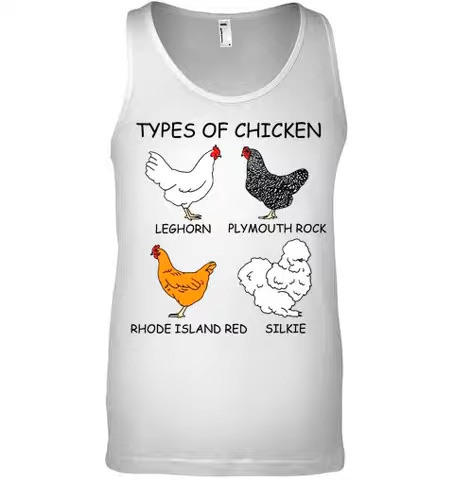 TYPES OF CHICKEN
LEGHORN PLYMOUTH ROCK
RHODE ISLAND RED SILKIE